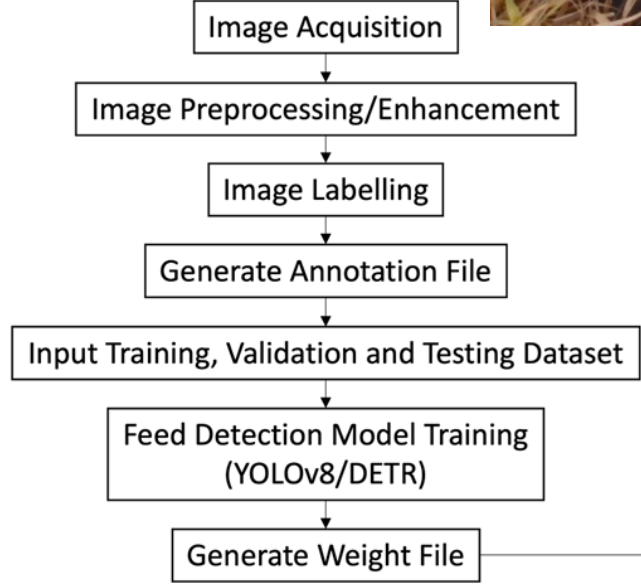 Image Acquisition
Image Preprocessing/Enhancement
Image Labelling
Generate Annotation File
Input Training, Validation and Testing Dataset
Feed Detection Model Training
(YOLOv8/DETR)
Generate Weight File